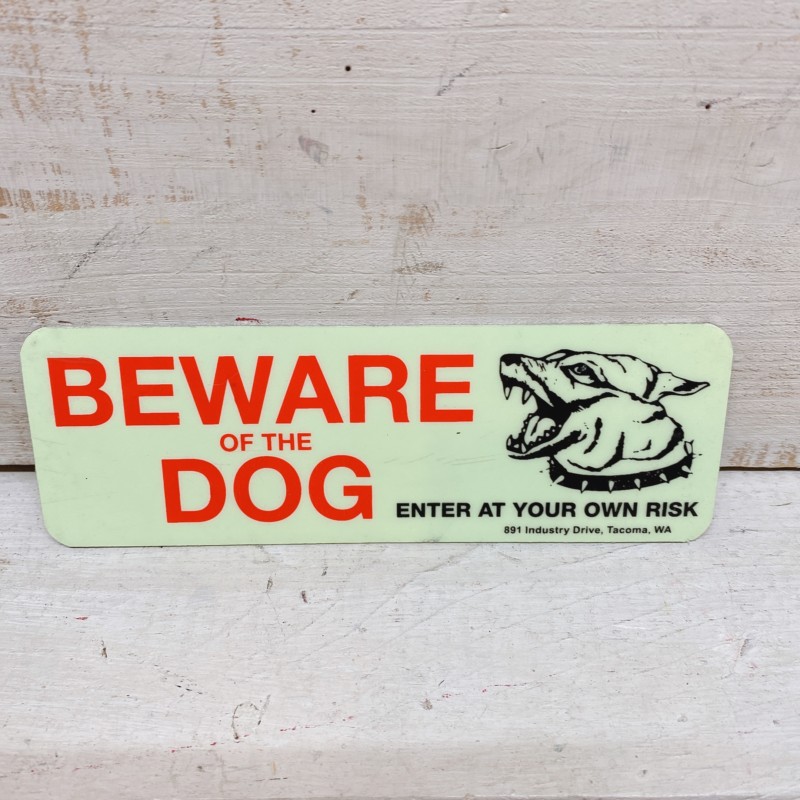 BEWARE
OF THE
DOG
ENTER AT YOUR OWN RISK
891 Industry Drive, Tacoma, WA